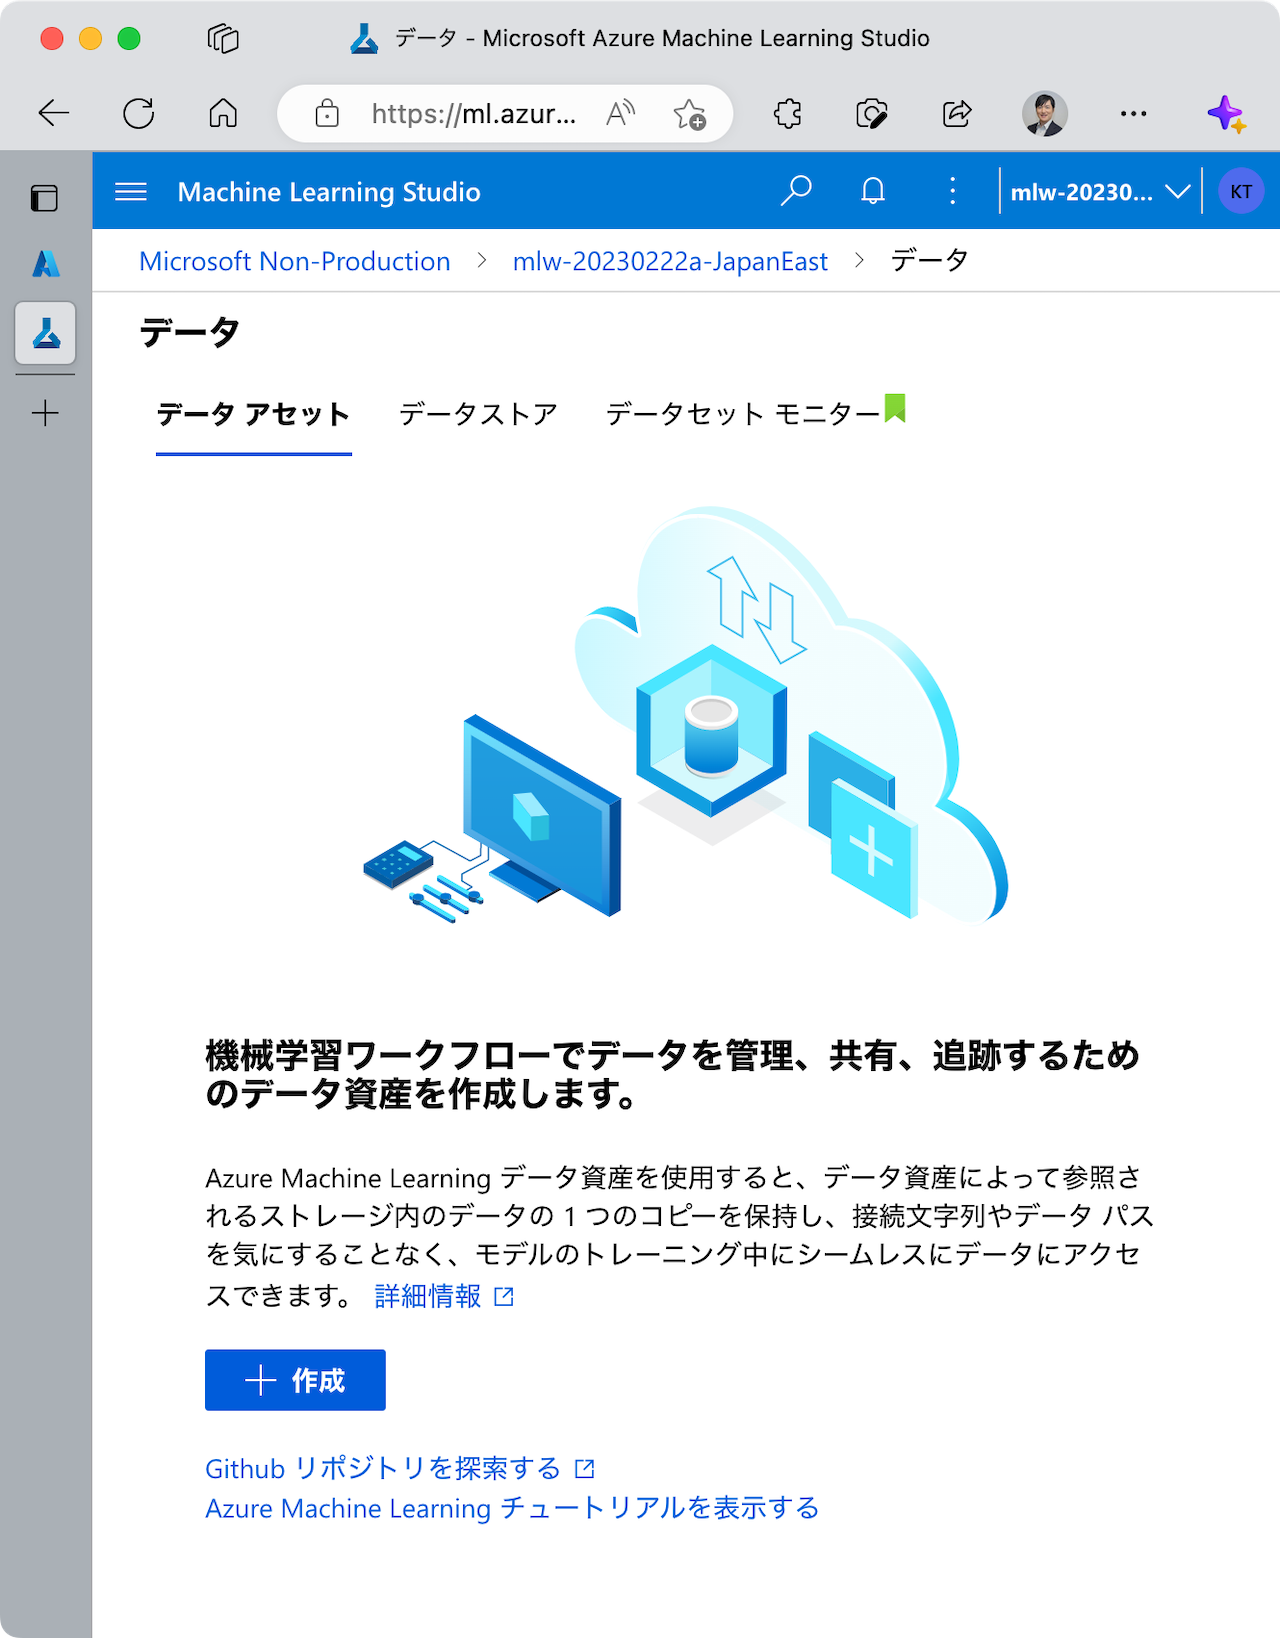 データ - Microsoft Azure Machine Learning Studio
https://ml.azur...
Machine Learning Studio
mlw-20230...
KT
Microsoft Non-Production > mlw-20230222a-JapanEast > データ
データ
データ アセット データストア データセット モニター
機械学習ワークフローでデータを管理、共有、追跡するため
のデータ資産を作成します。
Azure Machine Learning データ資産を使用すると、データ資産によって参照さ
れるストレージ内のデータの 1 つのコピーを保持し、接続文字列やデータ パス
を気にすることなく、モデルのトレーニング中にシームレスにデータにアクセ
スできます。 詳細情報
作成
Github リポジトリを探索する
Azure Machine Learning チュートリアルを表示する